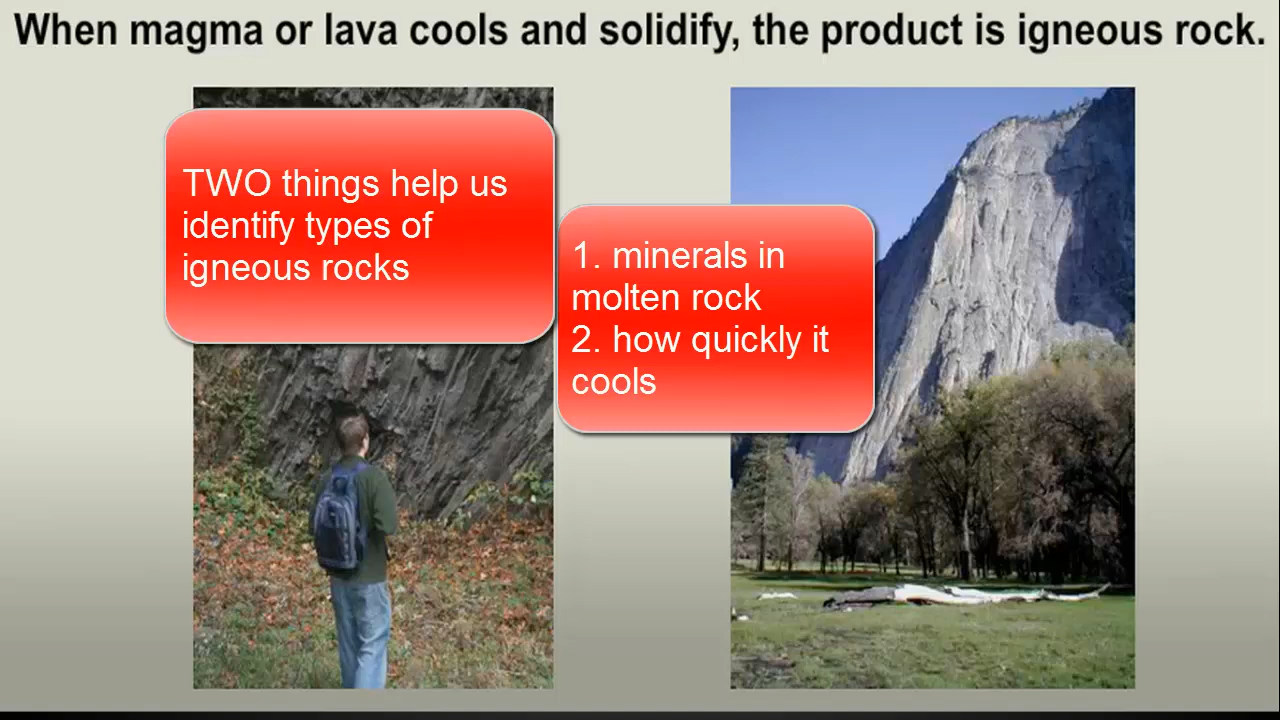 When magma or lava cools and solidify, the product is igneous rock.
TWO things help us
identify types of
igneous rocks
1. minerals in
molten rock
2. how quickly it
cools